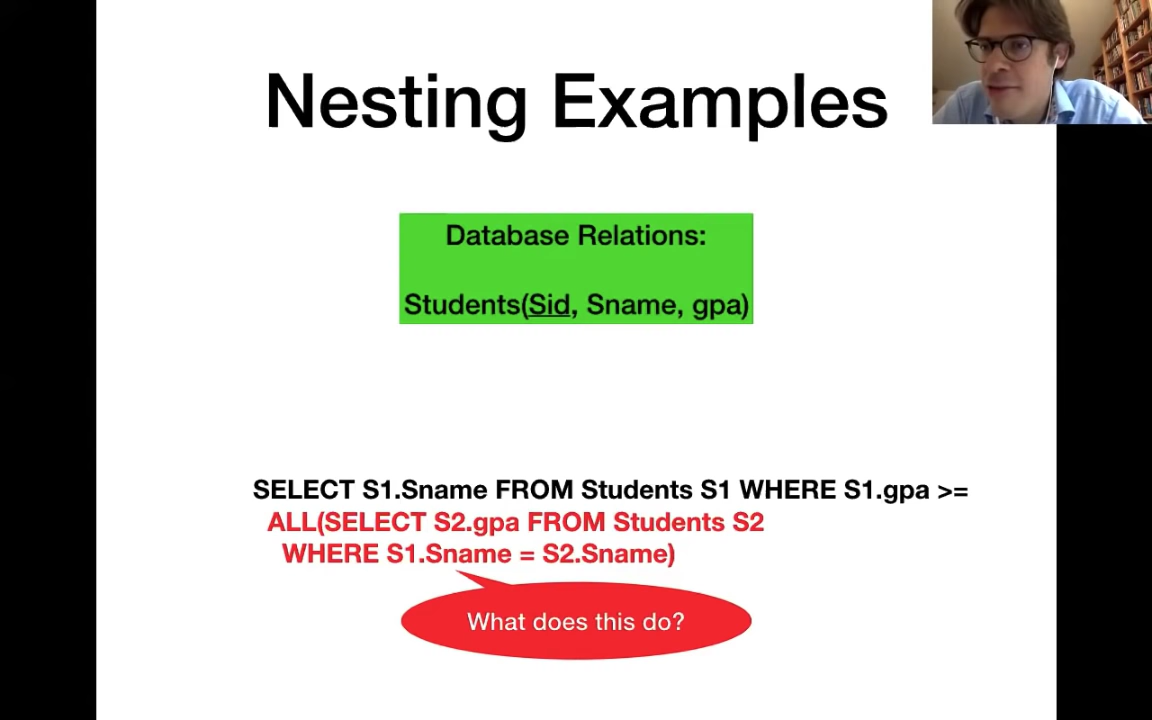 Nesting Examples
Database Relations:
Students(Sid, Sname, gpa)
SELECT S1.Sname FROM Students S1 WHERE S1.gpa >=
ALL(SELECT S2.gpa FROM Students S2
WHERE S1.Sname = S2.Sname)
What does this do?